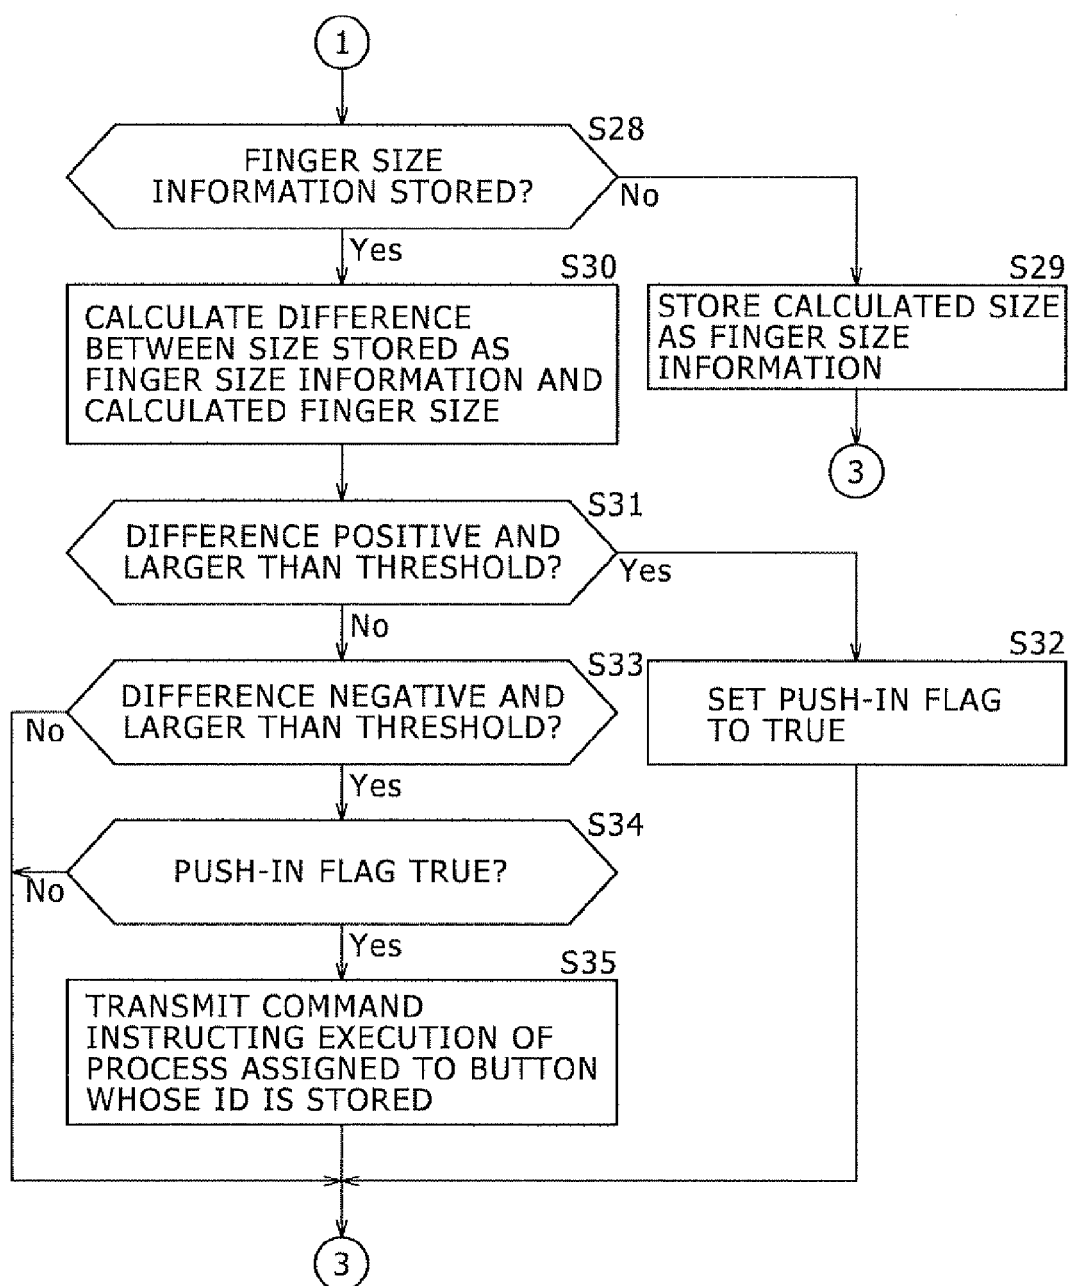 1
S28
FINGER SIZE
INFORMATION STORED?
No
Yes
S30
CALCULATE DIFFERENCE
BETWEEN SIZE STORED AS
FINGER SIZE INFORMATION AND
CALCULATED FINGER SIZE
S29
STORE CALCULATED SIZE
AS FINGER SIZE
INFORMATION
3
S31
DIFFERENCE POSITIVE AND
LARGER THAN THRESHOLD?
Yes
No
S33
DIFFERENCE NEGATIVE AND
LARGER THAN THRESHOLD?
No
Yes
S32
SET PUSH-IN FLAG
TO TRUE
S34
PUSH-IN FLAG TRUE?
No
Yes
S35
TRANSMIT COMMAND
INSTRUCTING EXECUTION OF
PROCESS ASSIGNED TO BUTTON
WHOSE ID IS STORED
3